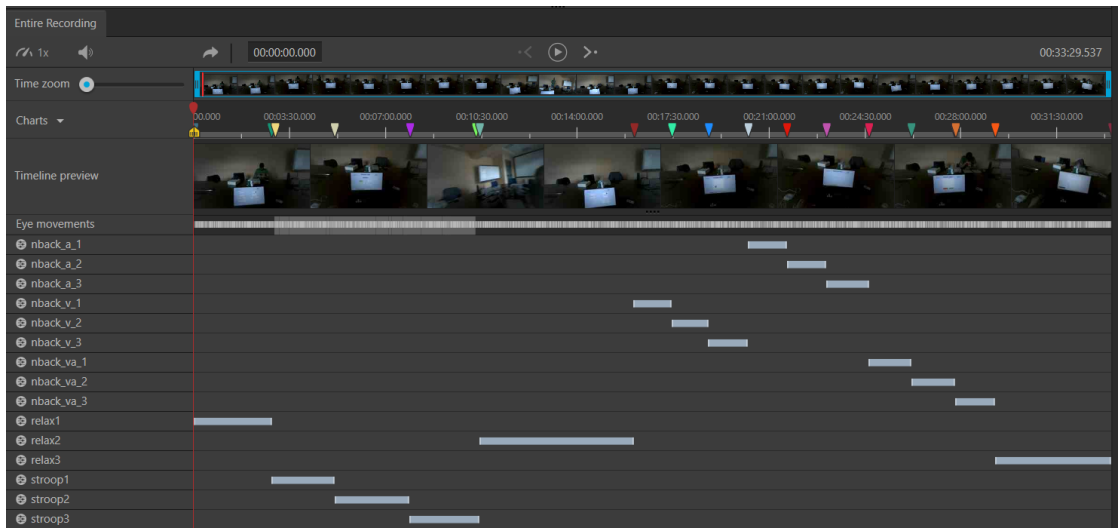 Entire Recording
1x
00:00:00.000
00:33:29.537
Time zoom
Charts
00.000 00:03:30.000 00:07:00.000 00:10:30.000 00:14:00.000 00:17:30.000 00:21:00.000 00:24:30.000 00:28:00.000 00:31:30.000
Timeline preview
Eye movements
nback_a_1
nback_a_2
nback_a_3
nback_v_1
nback_v_2
nback_v_3
nback_va_1
nback_va_2
nback_va_3
relax1
relax2
relax3
stroop1
stroop2
stroop3